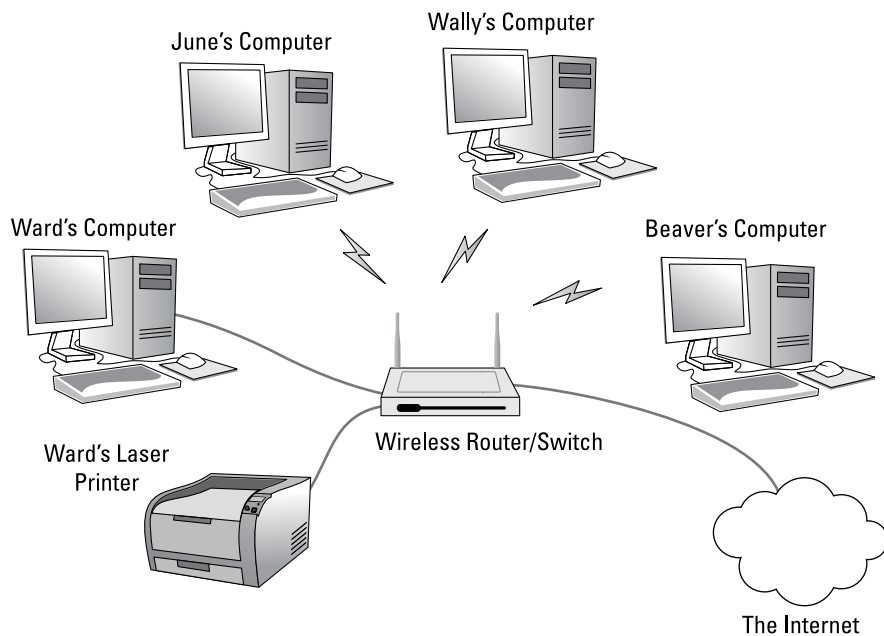 June's Computer
Wally's Computer
Ward's Computer
Beaver's Computer
Wireless Router/Switch
Ward's Laser
Printer
The Internet